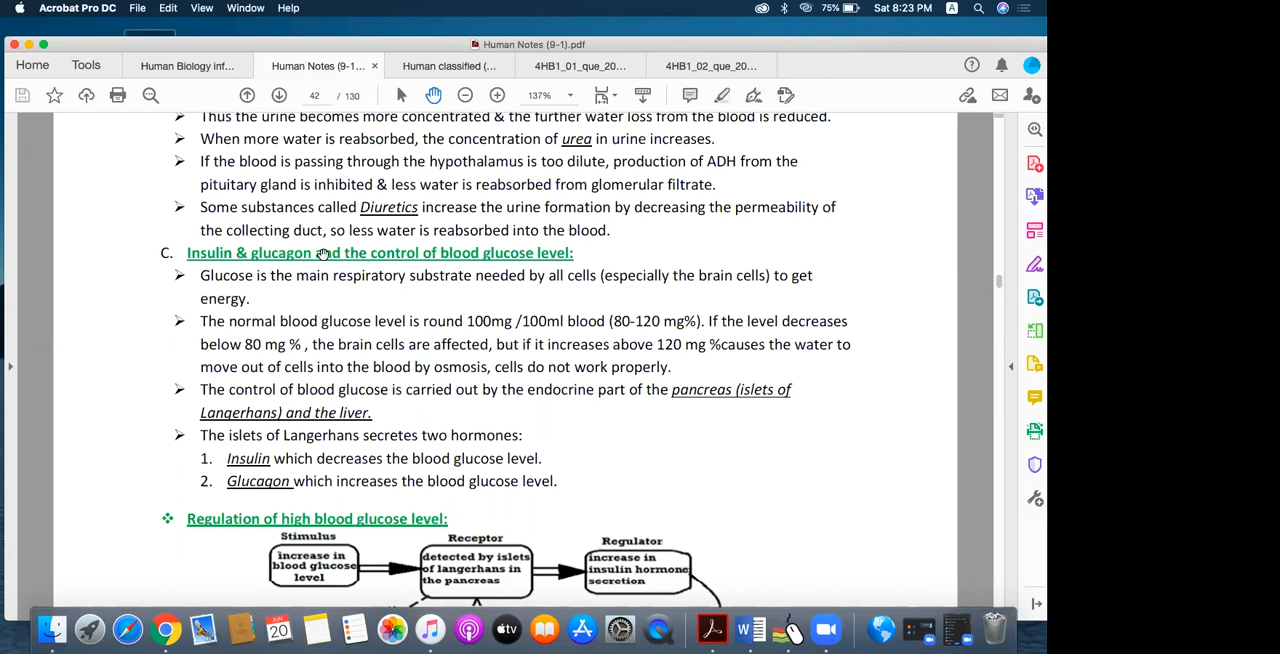 Acrobat Pro DC File Edit View Window Help 75% Sat 8:23 PM A
Human Notes (9-1).pdf
Home Tools Human Biology inf... Human Notes (9-1... × Human classified (... 4HB1_01_que_20... 4HB1_02_que_20...
42 / 130 137%
Thus the urine becomes more concentrated & the further water loss from the blood is reduced.
When more water is reabsorbed, the concentration of urea in urine increases.
If the blood is passing through the hypothalamus is too dilute, production of ADH from the
pituitary gland is inhibited & less water is reabsorbed from glomerular filtrate.
Some substances called Diuretics increase the urine formation by decreasing the permeability of
the collecting duct, so less water is reabsorbed into the blood.
C. Insulin & glucagon and the control of blood glucose level:
Glucose is the main respiratory substrate needed by all cells (especially the brain cells) to get
energy.
The normal blood glucose level is round 100mg /100ml blood (80-120 mg%). If the level decreases
below 80 mg % , the brain cells are affected, but if it increases above 120 mg %causes the water to
move out of cells into the blood by osmosis, cells do not work properly.
The control of blood glucose is carried out by the endocrine part of the pancreas (islets of
Langerhans) and the liver.
The islets of Langerhans secretes two hormones:
1. Insulin which decreases the blood glucose level.
2. Glucagon which increases the blood glucose level.
Regulation of high blood glucose level:
Stimulus
Receptor
Regulator
increase in
blood glucose
level
detected by islets
of langerhans in
the pancreas
increase in
insulin hormone
secretion
JUN
20
tv
W